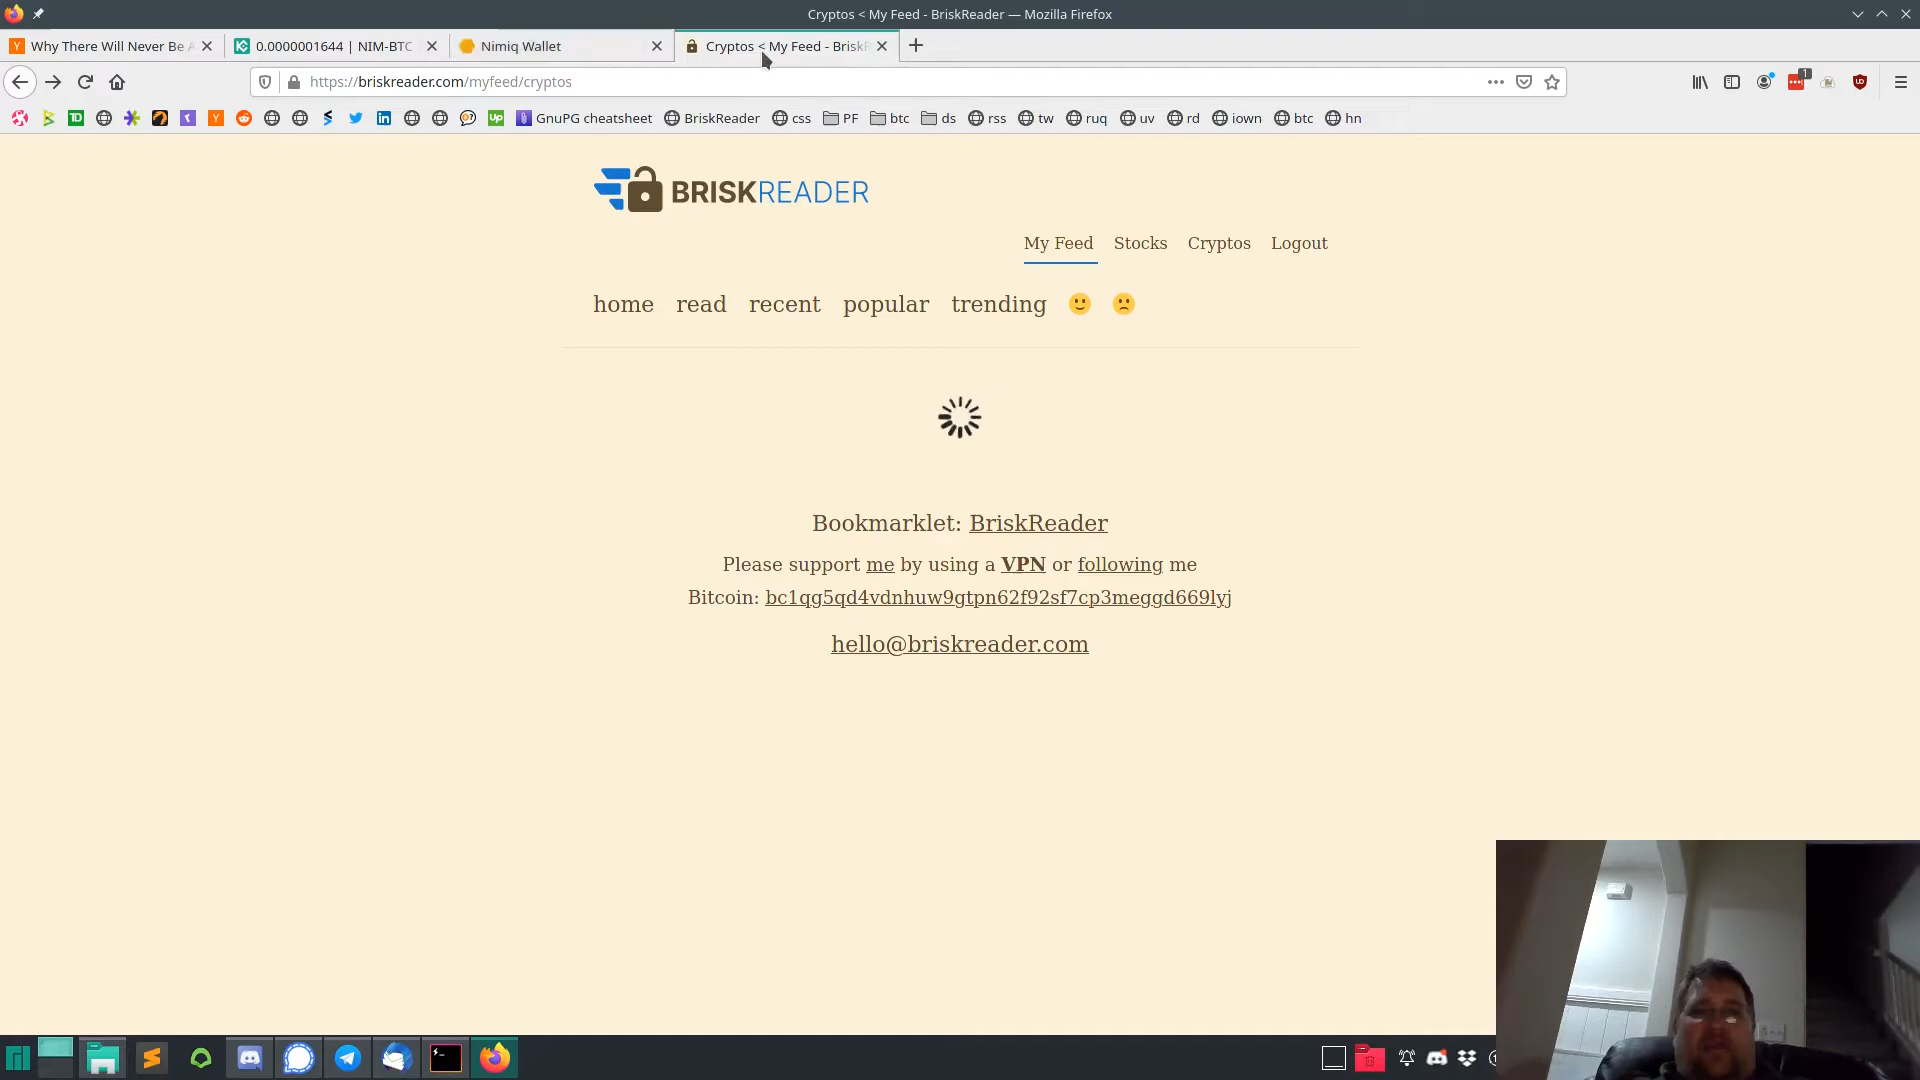 Cryptos < My Feed - BriskReader — Mozilla Firefox
Why There Will Never Be A
0.0000001644 | NIM-BTC
Nimiq Wallet
Cryptos < My Feed - BriskR
https://briskreader.com/myfeed/cryptos
1
TD
Up
GnuPG cheatsheet
BriskReader
css
PF
btc
ds
rss
tw
ruq
uv
rd
iown
btc
hn
BRISKREADER
My Feed
Stocks
Cryptos
Logout
home
read
recent
popular
trending
Bookmarklet: BriskReader
Please support me by using a VPN or following me
Bitcoin: bc1qg5qd4vdnhuw9gtpn62f92sf7cp3meggd669lyj
hello@briskreader.com